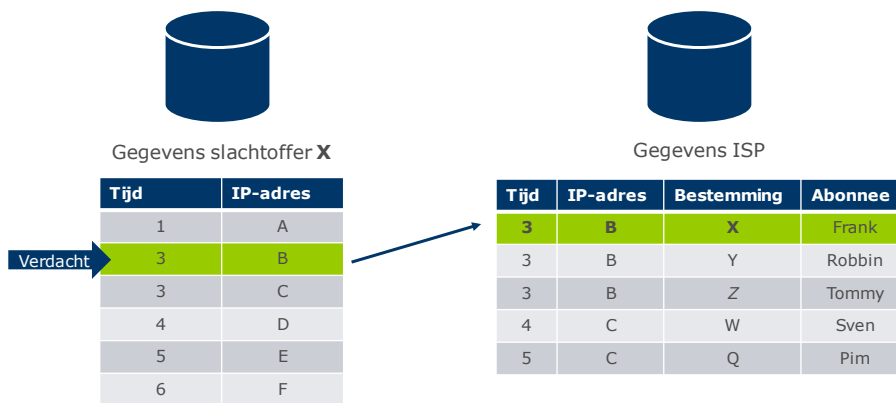 Gegevens slachtoffer X
Tijd IP-adres
1 A
Verdacht
3 B
3 C
4 D
5 E
6 F
Gegevens ISP
Tijd IP-adres Bestemming Abonnee
3 B X Frank
3 B Y Robbin
3 B Z Tommy
4 C W Sven
5 C Q Pim